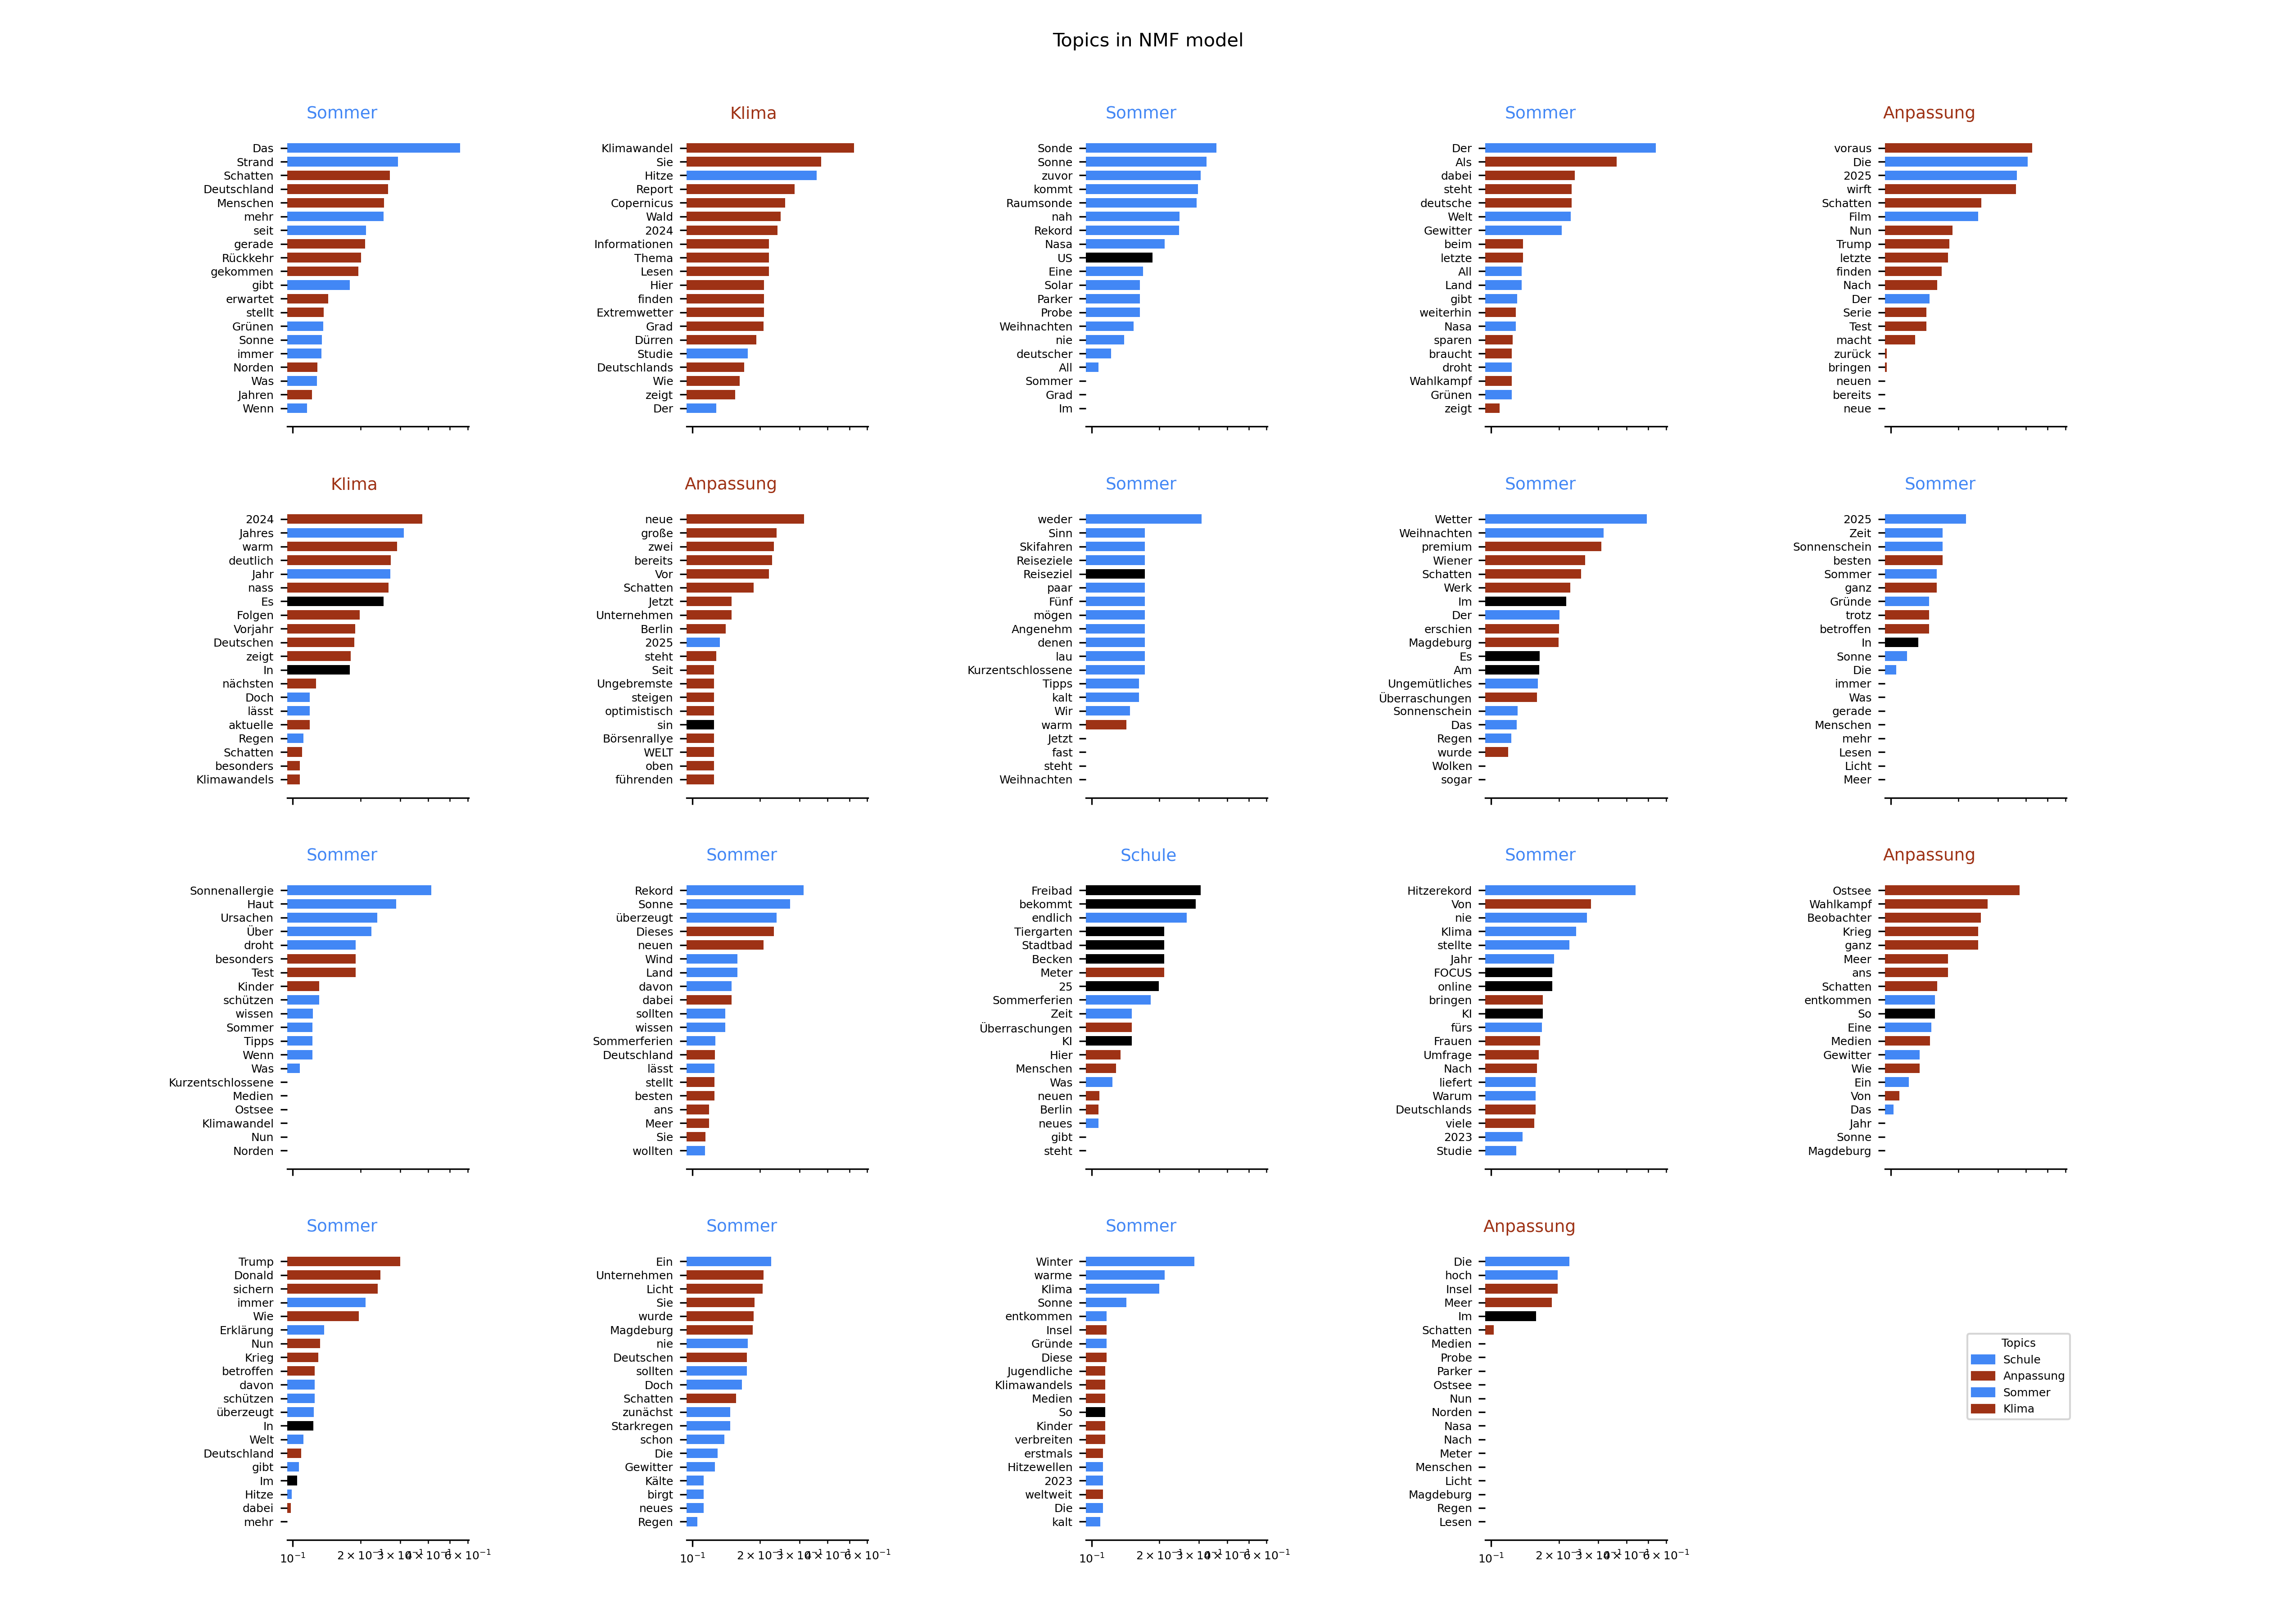 Topics in NMF model
Sommer
Das
Strand
Schatten
Deutschland
Menschen
mehr
seit
gerade
Rückkehr
gekommen
gibt
erwartet
stellt
Grünen
Sonne
immer
Norden
Was
Jahren
Wenn
Klima
Klimawandel
Sie
Hitze
Report
Copernicus
Wald
2024
Informationen
Thema
Lesen
Hier
finden
Extremwetter
Grad
Dürren
Studie
Deutschlands
Wie
zeigt
Der
Sommer
Sonde
Sonne
zuvor
kommt
Raumsonde
nah
Rekord
Nasa
US
Eine
Solar
Parker
Probe
Weihnachten
nie
deutscher
All
Sommer
Grad
Im
Sommer
Der
Als
dabei
steht
deutsche
Welt
Gewitter
beim
letzte
All
Land
gibt
weiterhin
Nasa
sparen
braucht
droht
Wahlkampf
Grünen
zeigt
Anpassung
voraus
Die
2025
wirft
Schatten
Film
Nun
Trump
letzte
finden
Nach
Der
Serie
Test
macht
zurück
bringen
neuen
bereits
neue
Klima
2024
Jahres
warm
deutlich
Jahr
nass
Es
Folgen
Vorjahr
Deutschen
zeigt
In
nächsten
Doch
lässt
aktuelle
Regen
Schatten
besonders
Klimawandels
Anpassung
neue
große
zwei
bereits
Vor
Schatten
Jetzt
Unternehmen
Berlin
2025
steht
Seit
Ungebremste
steigen
optimistisch
sin
Börsenrallye
WELT
oben
führenden
Sommer
weder
Sinn
Skifahren
Reiseziele
Reiseziel
paar
Fünf
mögen
Angenehm
denen
lau
Kurzentschlossene
Tipps
kalt
Wir
warm
Jetzt
fast
steht
Weihnachten
Sommer
Wetter
Weihnachten
premium
Wiener
Schatten
Werk
Im
Der
erschien
Magdeburg
Es
Am
Ungemütliches
Überraschungen
Sonnenschein
Das
Regen
wurde
Wolken
sogar
Sommer
2025
Zeit
Sonnenschein
besten
Sommer
ganz
Gründe
trotz
betroffen
In
Sonne
Die
immer
Was
gerade
Menschen
mehr
Lesen
Licht
Meer
Sommer
Sonnenallergie
Haut
Ursachen
Über
droht
besonders
Test
Kinder
schützen
wissen
Sommer
Tipps
Wenn
Was
Kurzentschlossene
Medien
Ostsee
Klimawandel
Nun
Norden
Sommer
Rekord
Sonne
überzeugt
Dieses
neuen
Wind
Land
davon
dabei
sollten
wissen
Sommerferien
Deutschland
lässt
stellt
besten
ans
Meer
Sie
wollten
Schule
Freibad
bekommt
endlich
Tiergarten
Stadtbad
Becken
Meter
25
Sommerferien
Zeit
Überraschungen
KI
Hier
Menschen
Was
neuen
Berlin
neues
gibt
steht
Sommer
Hitzerekord
Von
nie
Klima
stellte
Jahr
FOCUS
online
bringen
KI
fürs
Frauen
Umfrage
Nach
liefert
Warum
Deutschlands
viele
2023
Studie
Anpassung
Ostsee
Wahlkampf
Beobachter
Krieg
ganz
Meer
ans
Schatten
entkommen
So
Eine
Medien
Gewitter
Wie
Ein
Von
Das
Jahr
Sonne
Magdeburg
Sommer
Trump
Donald
sichern
immer
Wie
Erklärung
Nun
Krieg
betroffen
davon
schützen
überzeugt
In
Welt
Deutschland
gibt
Im
Hitze
dabei
mehr
Sommer
Ein
Unternehmen
Licht
Sie
wurde
Magdeburg
nie
Deutschen
sollten
Doch
Schatten
zunächst
Starkregen
schon
Die
Gewitter
Kälte
birgt
neues
Regen
Sommer
Winter
warme
Klima
Sonne
entkommen
Insel
Gründe
Diese
Jugendliche
Klimawandels
Medien
So
Kinder
verbreiten
erstmals
Hitzewellen
2023
weltweit
Die
kalt
Anpassung
Die
hoch
Insel
Meer
Im
Schatten
Medien
Probe
Parker
Ostsee
Nun
Norden
Nasa
Nach
Meter
Menschen
Licht
Magdeburg
Regen
Lesen
Topics
Schule
Anpassung
Sommer
Klima
10⁻¹
10⁻¹
10⁻¹
10⁻¹